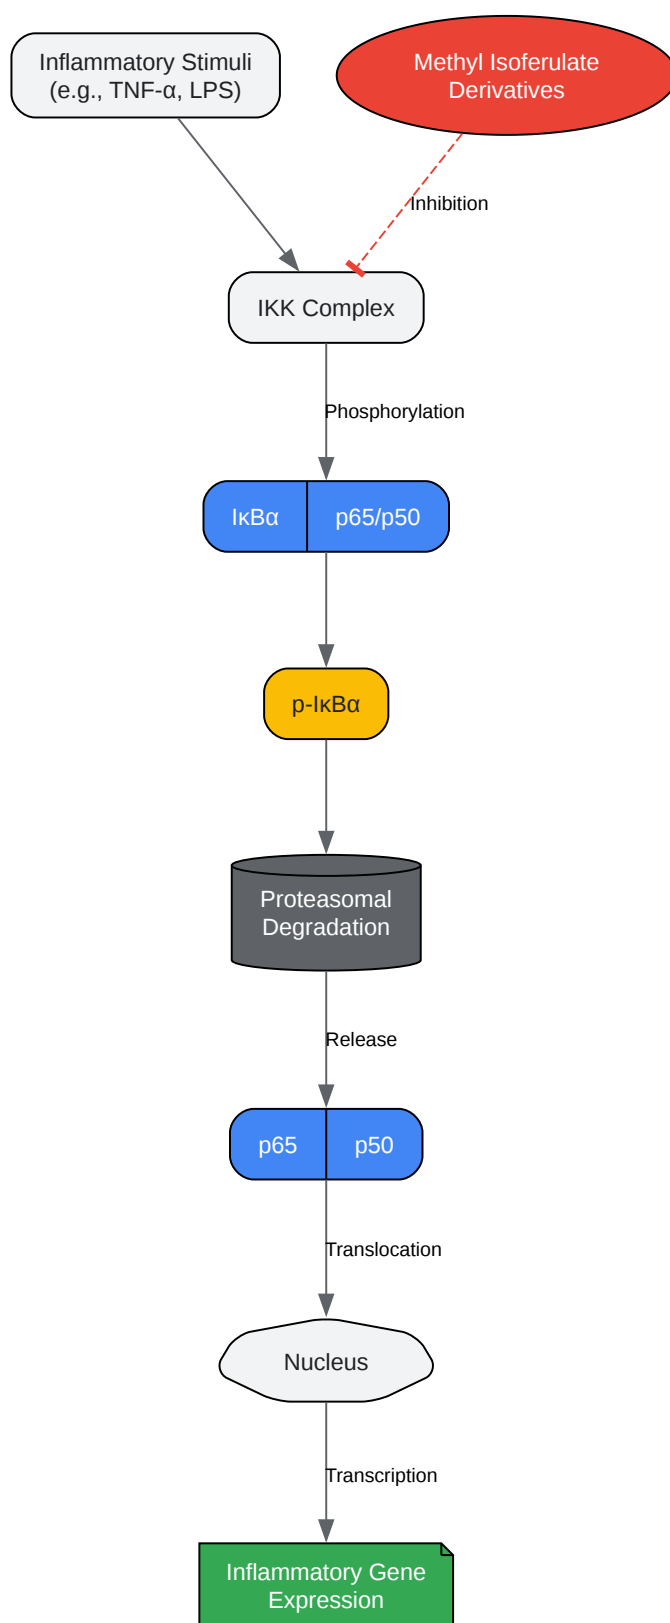 Inflammatory Stimuli
(e.g., TNF-α, LPS)
Methyl Isoferulate
Derivatives
Inhibition
IKK Complex
Phosphorylation
IκBα
p65/p50
p-IκBα
Proteasomal
Degradation
Release
p65
p50
Translocation
Nucleus
Transcription
Inflammatory Gene
Expression